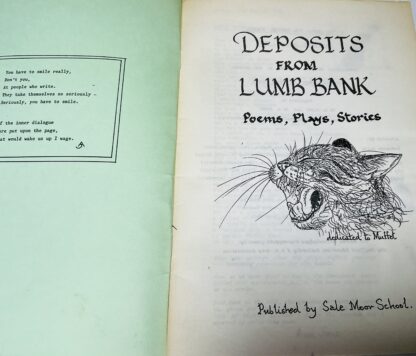 You have to smile really,
Don't you,
At people who write.
They take themselves so seriously -
Seriously, you have to smile.
f the inner dialogue
re put upon the page,
at would wake us up I wage.
DEPOSITS
FROM
LUMB BANK
Poems, Plays, Stories
dedicated to Muffet
Published by Sale Moor School.